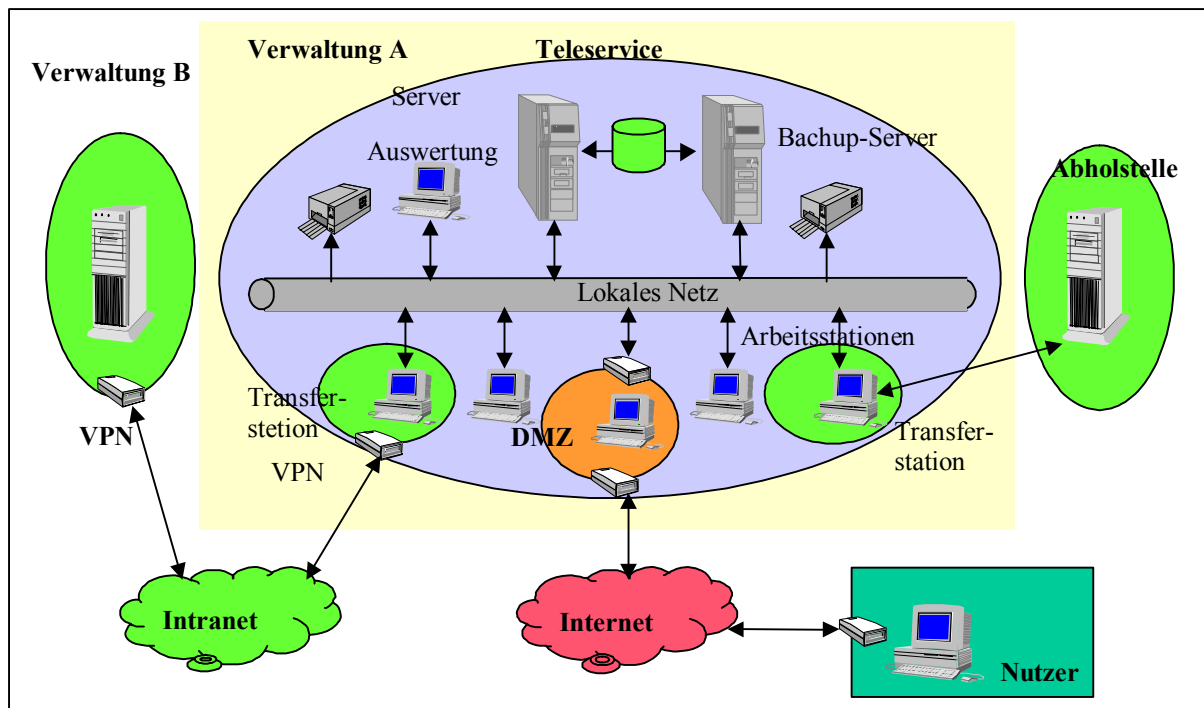 Verwaltung A
Teleservice
Verwaltung B
Server
Bachup-Server
Auswertung
Abholstelle
Lokales Netz
Arbeitsstationen
Transfer-
stetion
VPN
VPN
DMZ
Transfer-
station
Intranet
Internet
Nutzer